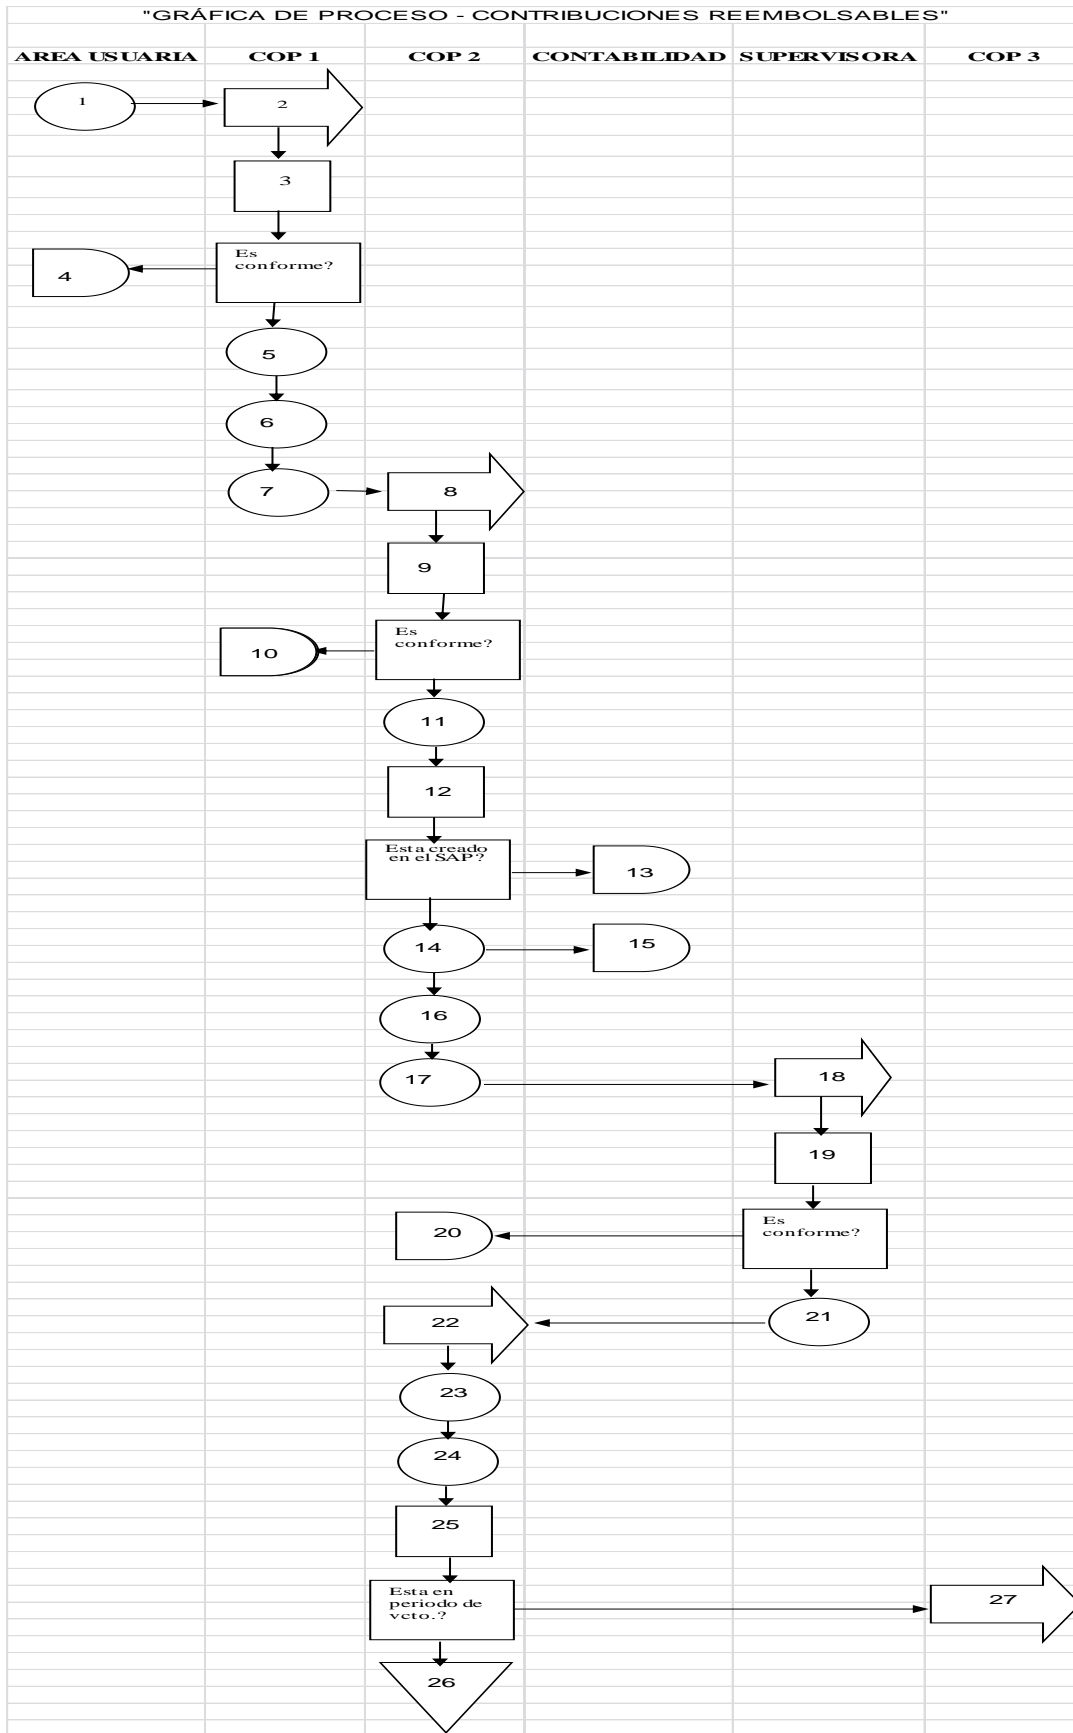 "GRÁFICA DE PROCESO - CONTRIBUCIONES REEMBOLSABLES"
AREA USUARIA COP 1 COP 2 CONTABILIDAD SUPERVISORA COP 3
1 2
3
Es
conforme?
4
5
6
7 8
9
Es
conforme?
10
11
12
Esta creado
en el SAP?
13
14 15
16
17 18
19
Es
conforme?
20
21
22
23
24
25
Esta en
periodo de
vcto.?
27
26